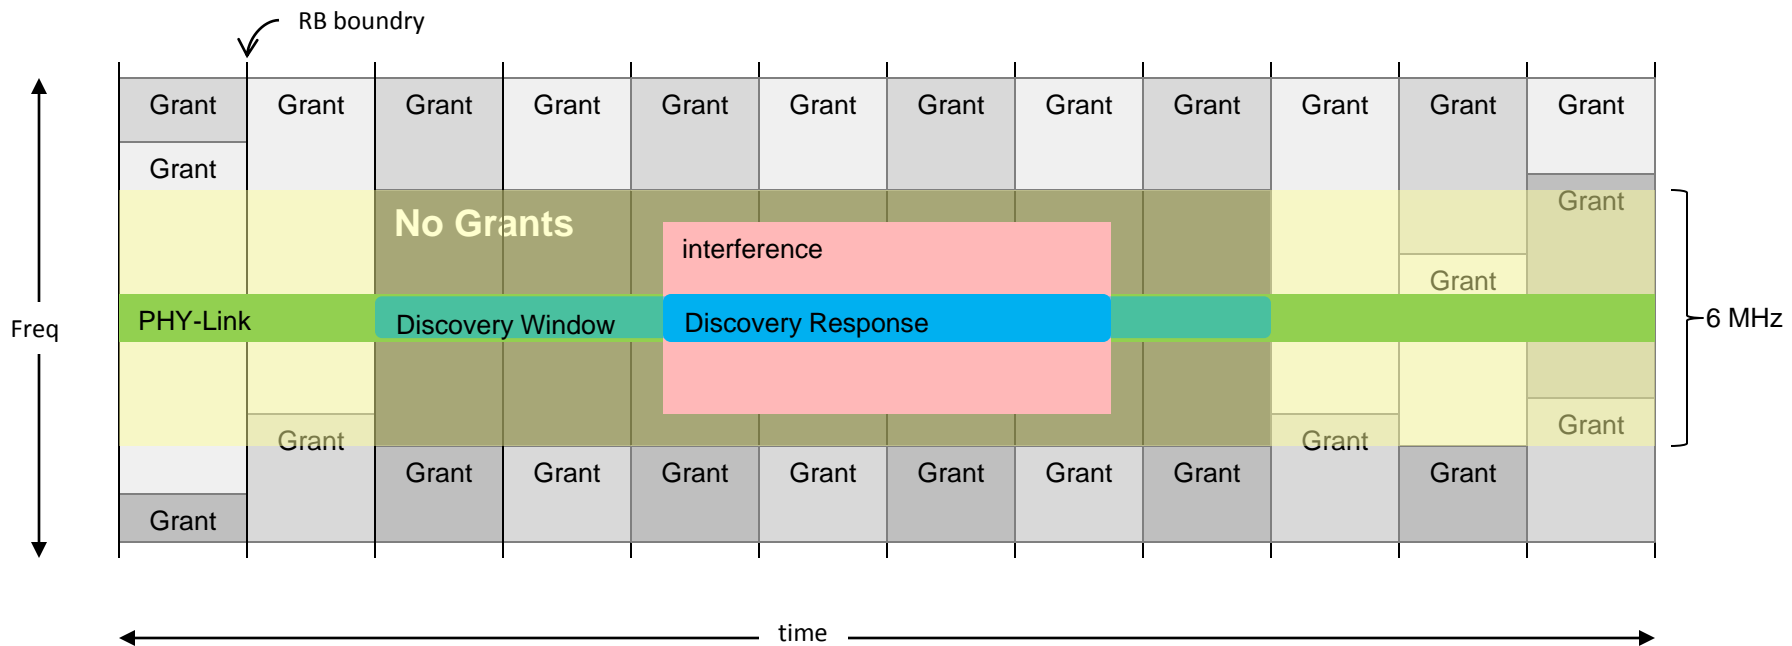 RB boundry
Grant Grant Grant Grant Grant Grant Grant Grant Grant Grant Grant Grant
Grant
Grant
No Grants
interference
Grant
PHY-Link
Discovery Window
Discovery Response
6 MHz
Freq
Grant Grant Grant
Grant Grant Grant Grant Grant Grant Grant Grant
Grant
time